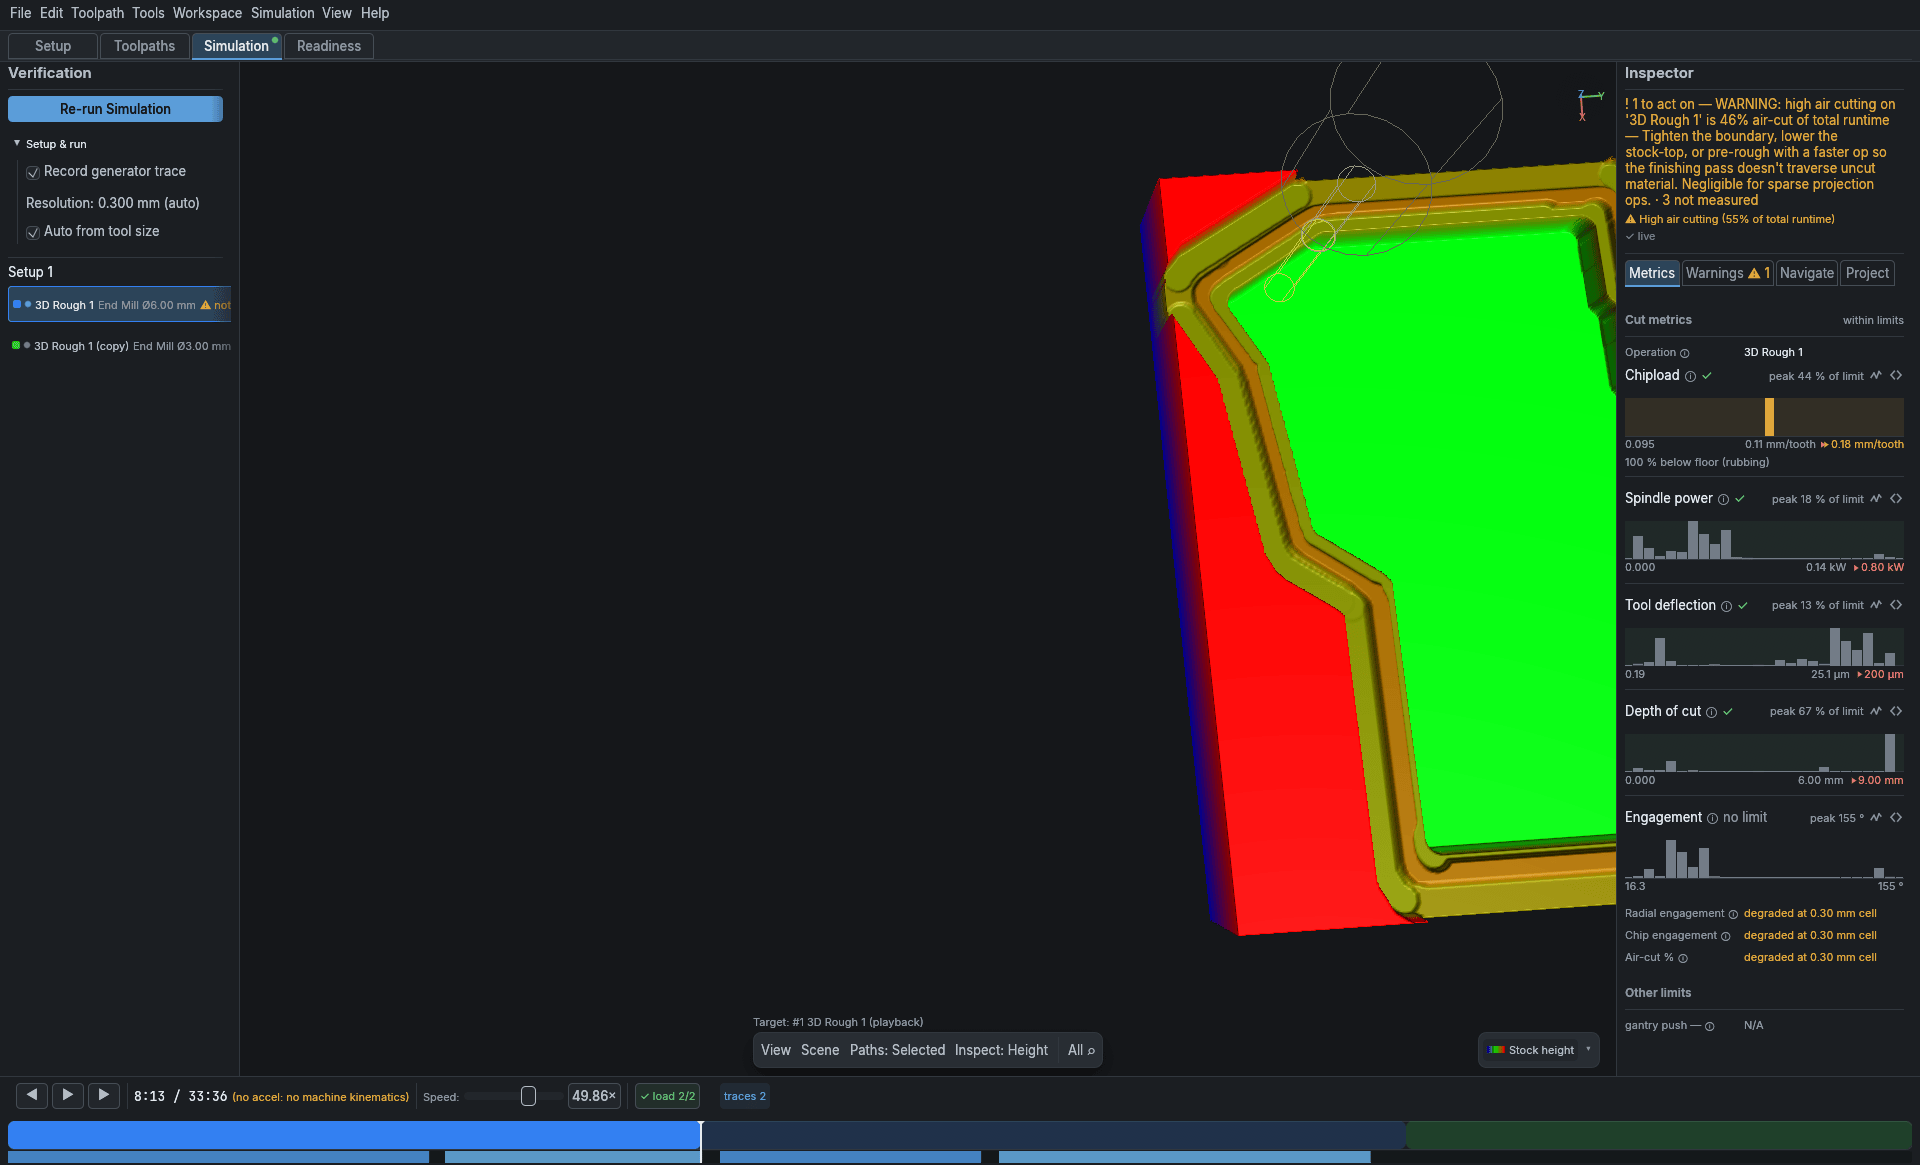 File Edit Toolpath Tools Workspace Simulation View Help
Setup Toolpaths Simulation Readiness
Verification
Re-run Simulation
Setup & run
Record generator trace
Resolution: 0.300 mm (auto)
Auto from tool size
Setup 1
3D Rough 1 End Mill Ø6.00 mm ⚠ not
3D Rough 1 (copy) End Mill Ø3.00 mm
Z Y
X
Target: #1 3D Rough 1 (playback)
View Scene Paths: Selected Inspect: Height All
Stock height
Inspector
! 1 to act on — WARNING: high air cutting on
'3D Rough 1' is 46% air-cut of total runtime
— Tighten the boundary, lower the
stock-top, or pre-rough with a faster op so
the finishing pass doesn't traverse uncut
material. Negligible for sparse projection
ops. · 3 not measured
⚠ High air cutting (55% of total runtime)
✓ live
Metrics Warnings ⚠ 1 Navigate Project
Cut metrics within limits
Operation 3D Rough 1
Chipload ✓ peak 44 % of limit
0.095 0.11 mm/tooth 0.18 mm/tooth
100 % below floor (rubbing)
Spindle power ✓ peak 18 % of limit
0.000 0.14 kW 0.80 kW
Tool deflection ✓ peak 13 % of limit
0.19 25.1 µm 200 µm
Depth of cut ✓ peak 67 % of limit
0.000 6.00 mm 9.00 mm
Engagement no limit peak 155 °
16.3 155 °
Radial engagement degraded at 0.30 mm cell
Chip engagement degraded at 0.30 mm cell
Air-cut % degraded at 0.30 mm cell
Other limits
gantry push — N/A
8:13 / 33:36 (no accel: no machine kinematics) Speed: 49.86× ✓ load 2/2 traces 2